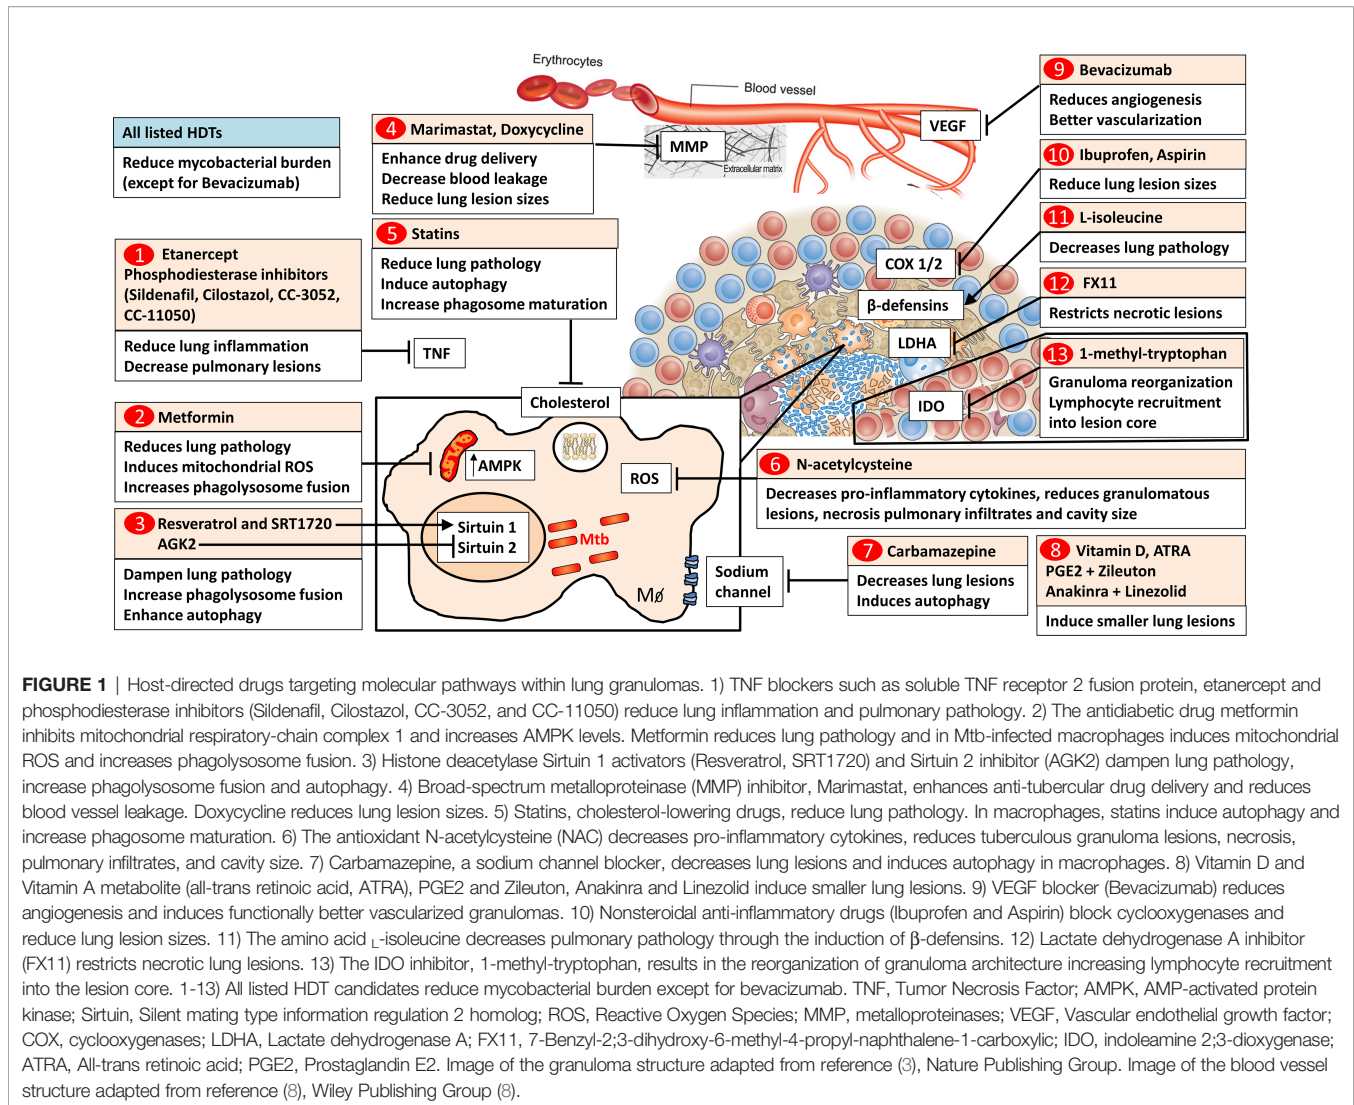 Erythrocytes
Blood vessel
VEGF
MMP
Extracellular matrix
All listed HDTs
Reduce mycobacterial burden
(except for Bevacizumab)
1 Etanercept
Phosphodiesterase inhibitors
(Sildenafil, Cilostazol, CC-3052,
CC-11050)
Reduce lung inflammation
Decrease pulmonary lesions
TNF
2 Metformin
Reduces lung pathology
Induces mitochondrial ROS
Increases phagolysosome fusion
3 Resveratrol and SRT1720
AGK2
Dampen lung pathology
Increase phagolysosome fusion
Enhance autophagy
4 Marimastat, Doxycycline
Enhance drug delivery
Decrease blood leakage
Reduce lung lesion sizes
5 Statins
Reduce lung pathology
Induce autophagy
Increase phagosome maturation
Cholesterol
↑AMPK
ROS
Sirtuin 1
Sirtuin 2
Mtb
Mø
Sodium
channel
COX 1/2
β-defensins
LDHA
IDO
6 N-acetylcysteine
Decreases pro-inflammatory cytokines, reduces granulomatous
lesions, necrosis pulmonary infiltrates and cavity size
7 Carbamazepine
Decreases lung lesions
Induces autophagy
8 Vitamin D, ATRA
PGE2 + Zileuton
Anakinra + Linezolid
Induce smaller lung lesions
9 Bevacizumab
Reduces angiogenesis
Better vascularization
10 Ibuprofen, Aspirin
Reduce lung lesion sizes
11 L-isoleucine
Decreases lung pathology
12 FX11
Restricts necrotic lesions
13 1-methyl-tryptophan
Granuloma reorganization
Lymphocyte recruitment
into lesion core
FIGURE 1 | Host-directed drugs targeting molecular pathways within lung granulomas. 1) TNF blockers such as soluble TNF receptor 2 fusion protein, etanercept and
phosphodiesterase inhibitors (Sildenafil, Cilostazol, CC-3052, and CC-11050) reduce lung inflammation and pulmonary pathology. 2) The antidiabetic drug metformin
inhibits mitochondrial respiratory-chain complex 1 and increases AMPK levels. Metformin reduces lung pathology and in Mtb-infected macrophages induces mitochondrial
ROS and increases phagolysosome fusion. 3) Histone deacetylase Sirtuin 1 activators (Resveratrol, SRT1720) and Sirtuin 2 inhibitor (AGK2) dampen lung pathology,
increase phagolysosome fusion and autophagy. 4) Broad-spectrum metalloproteinase (MMP) inhibitor, Marimastat, enhances anti-tubercular drug delivery and reduces
blood vessel leakage. Doxycycline reduces lung lesion sizes. 5) Statins, cholesterol-lowering drugs, reduce lung pathology. In macrophages, statins induce autophagy and
increase phagosome maturation. 6) The antioxidant N-acetylcysteine (NAC) decreases pro-inflammatory cytokines, reduces tuberculous granuloma lesions, necrosis,
pulmonary infiltrates, and cavity size. 7) Carbamazepine, a sodium channel blocker, decreases lung lesions and induces autophagy in macrophages. 8) Vitamin D and
Vitamin A metabolite (all-trans retinoic acid, ATRA), PGE2 and Zileuton, Anakinra and Linezolid induce smaller lung lesions. 9) VEGF blocker (Bevacizumab) reduces
angiogenesis and induces functionally better vascularized granulomas. 10) Nonsteroidal anti-inflammatory drugs (Ibuprofen and Aspirin) block cyclooxygenases and
reduce lung lesion sizes. 11) The amino acid L-isoleucine decreases pulmonary pathology through the induction of β-defensins. 12) Lactate dehydrogenase A inhibitor
(FX11) restricts necrotic lung lesions. 13) The IDO inhibitor, 1-methyl-tryptophan, results in the reorganization of granuloma architecture increasing lymphocyte recruitment
into the lesion core. 1-13) All listed HDT candidates reduce mycobacterial burden except for bevacizumab. TNF, Tumor Necrosis Factor; AMPK, AMP-activated protein
kinase; Sirtuin, Silent mating type information regulation 2 homolog; ROS, Reactive Oxygen Species; MMP, metalloproteinases; VEGF, Vascular endothelial growth factor;
COX, cyclooxygenases; LDHA, Lactate dehydrogenase A; FX11, 7-Benzyl-2;3-dihydroxy-6-methyl-4-propyl-naphthalene-1-carboxylic; IDO, indoleamine 2;3-dioxygenase;
ATRA, All-trans retinoic acid; PGE2, Prostaglandin E2. Image of the granuloma structure adapted from reference (3), Nature Publishing Group. Image of the blood vessel
structure adapted from reference (8), Wiley Publishing Group (8).